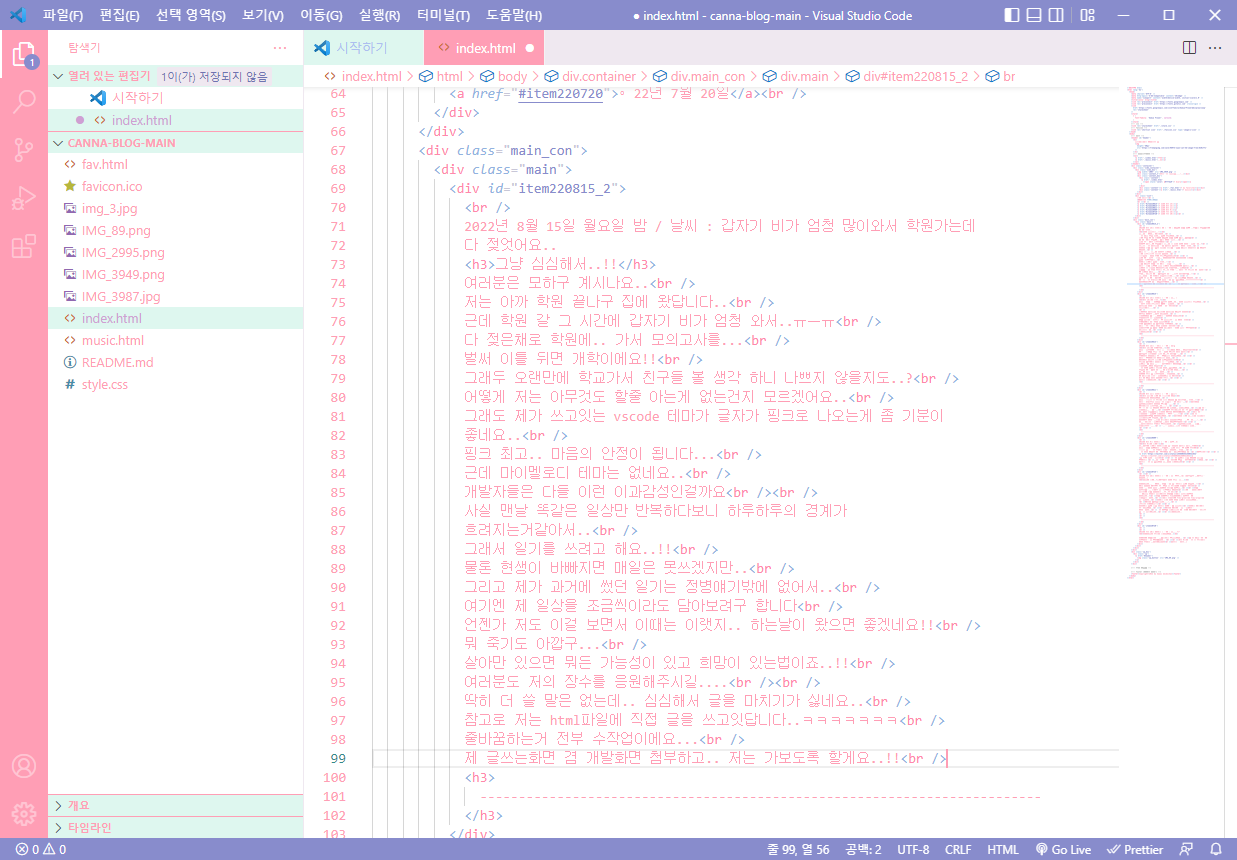 파일(F) 편집(E) 선택 영역(S) 보기(V) 이동(G) 실행(R) 터미널(T) 도움말(H) ● index.html - canna-blog-main - Visual Studio Code
탐색기 ···
시작하기 <> index.html ●
1
열려 있는 편집기 1이(가) 저장되지 않음
시작하기
● <> index.html
CANNA-BLOG-MAIN
<> fav.html
favicon.ico
img_3.jpg
IMG_89.png
IMG_2995.png
IMG_3949.png
IMG_3987.jpg
<> index.html
<> music.html
README.md
# style.css
개요
타임라인
<> index.html > html > body > div.container > div.main_con > div.main > div#item220815_2 > br
64 <a href="#item220720">◦ 22년 7월 20일</a><br />
65 </div>
66 </div>
67 <div class="main_con">
68 <div class="main">
69 <div id="item220815_2">
70 <br />
71 2022년 8월 15일 월요일 밤 / 날씨 : 갑자기 비가 엄청 많이와서 학원가는데
72 다 젖엇어요..
73 <h3>그냥 심심해서..!!</h3>
74 여러분은 모하구 계시나요..<br />
75 저는 아까 학원 끝나구 집에 왔답니다..<br />
76 근데 학원 갈 그 시간에 갑자기 비가 엄청 와서..ㅠㅡㅠ<br />
77 다 젖은채로 학원에.. 가서 모의고사를...<br />
78 벌써 이틀 뒤면 개학이에요!!<br />
79 그래두 오랜만에 학교가서 친구들 볼 생각 하니 나쁘지 않을지도..?<br />
80 어떻게 저는 아무것도 할줄 아는게 없는건지 모르겠어요..<br />
81 그래도 제가 쓰고잇는 vscode 테마가 글자가 핑크로 나오는게 좀 기분이
82 좋네요..<br />
83 핑크 최고.. 마음의 안정이 됩니다...<br />
84 근데 마이멜로디 테마는 없네요..<br />
85 개발자들은 다들 이런 이과감성인걸까요<br /><br />
86 사실 맨날 똑같은 일상만 반복하다보니 하루하루의 경계가
87 흐려지는거같아서..<br />
88 그래서 일기를 쓰려고 해요..!!<br />
89 물론 현생이 바빠지면 매일은 못쓰겠지만..<br />
90 그리고 제가 과거에 썼던 일기는 정병얘기밖에 없어서..<br />
91 여기엔 제 일상을 조금씩이라도 담아보려구 합니다<br />
92 언젠가 저도 이걸 보면서 이때는 이랫지.. 하는날이 왔으면 좋겠네요!!<br />
93 뭐 죽기도 아깝구...<br />
94 살아만 있으면 뭐든 가능성이 있고 희망이 있는법이죠..!!<br />
95 여러분도 저의 장수를 응원해주시길....<br /><br />
96 딱히 더 쓸 말은 없는데.. 심심해서 글을 마치기가 싫네요..<br />
97 참고로 저는 html파일에 직접 글을 쓰고잇답니다..ㅋㅋㅋㅋㅋㅋㅋ<br />
98 줄바꿈하는거 전부 수작업이에요...<br />
99 제 글쓰는화면 겸 개발화면 첨부하고.. 저는 가보도록 할게요..!!<br />
100 <h3>
101 -------------------------------------------------------------------------
102 </h3>
103 </div>
0 0 줄 99, 열 56 공백: 2 UTF-8 CRLF HTML Go Live Prettier